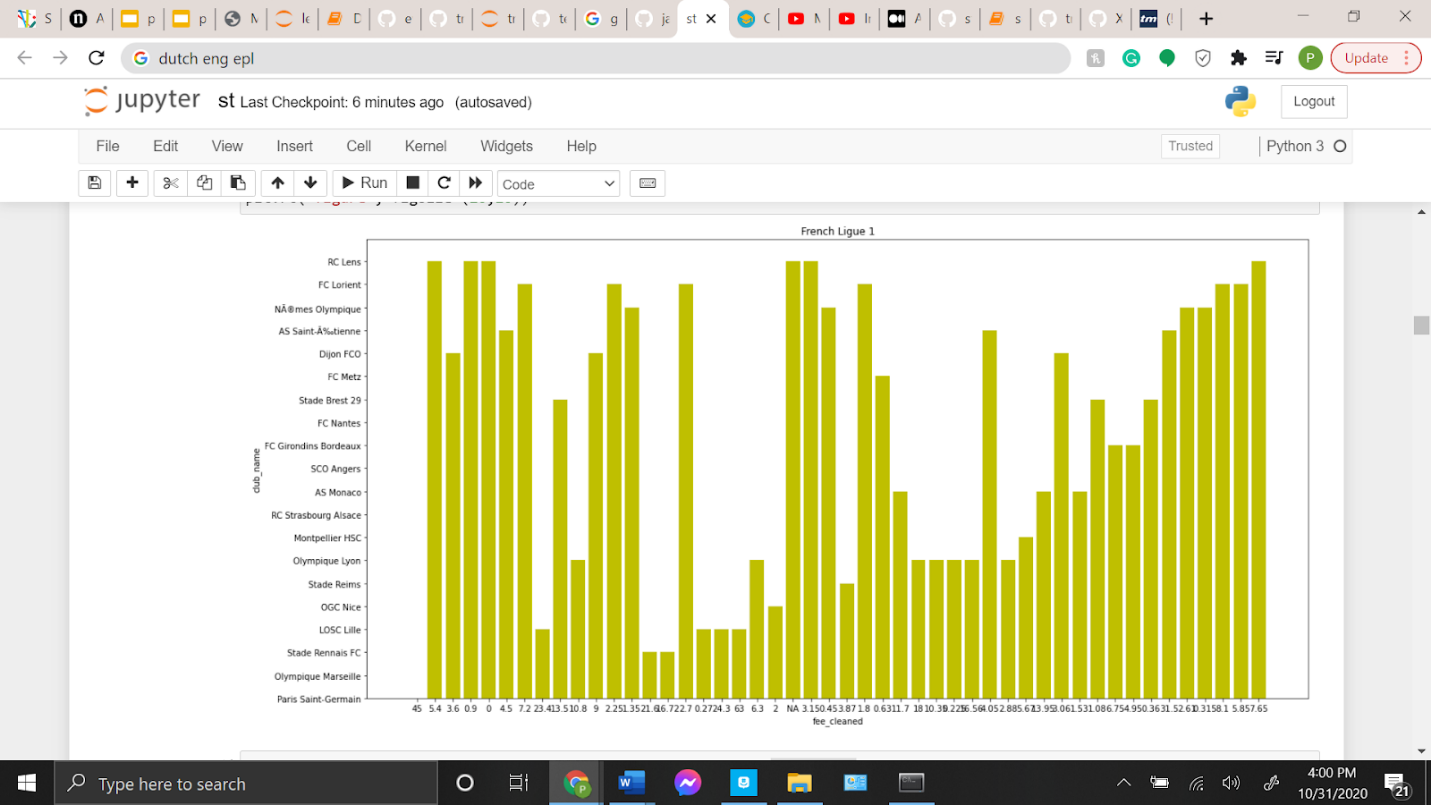 S
A
p
p
M
le
D
e
tr
tr
te
g
ja
st
C
M
Ir
A
s
s
tr
X
tm (!
dutch eng epl
P
Update
jupyter st Last Checkpoint: 6 minutes ago (autosaved)
Logout
File Edit View Insert Cell Kernel Widgets Help
Trusted
Python 3
Run
Code
French Ligue 1
RC Lens
FC Lorient
NÃ®mes Olympique
AS Saint-Ã‰tienne
Dijon FCO
FC Metz
Stade Brest 29
FC Nantes
FC Girondins Bordeaux
SCO Angers
AS Monaco
RC Strasbourg Alsace
Montpellier HSC
Olympique Lyon
Stade Reims
OGC Nice
LOSC Lille
Stade Rennais FC
Olympique Marseille
Paris Saint-Germain
club_name
45 5.4 3.6 0.9 0 4.5 7.2 23.4 13.5 10.8 9 2.25 1.35 21.6 16.7 22.7 0.27 24.3 63 6.3 2 NA 3.15 0.45 3.87 1.8 0.63 11.7 18 10.35 4.05 2.88 5.67 13.95 3.06 1.53 1.08 6.75 4.95 0.36 31.5 2.61 0.315 8.1 5.85 7.65
fee_cleaned
Type here to search
4:00 PM
10/31/2020
21